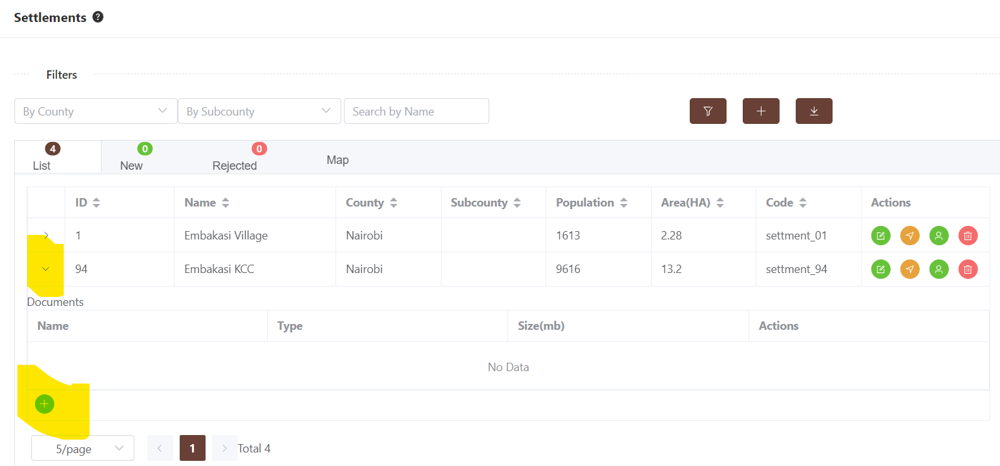 Settlements ?
Filters
By County By Subcounty Search by Name
4 0 0
List New Rejected Map
ID Name County Subcounty Population Area(HA) Code Actions
1 Embakasi Village Nairobi 1613 2.28 settment_01
94 Embakasi KCC Nairobi 9616 13.2 settment_94
Documents
Name Type Size(mb) Actions
No Data
5/page 1 Total 4